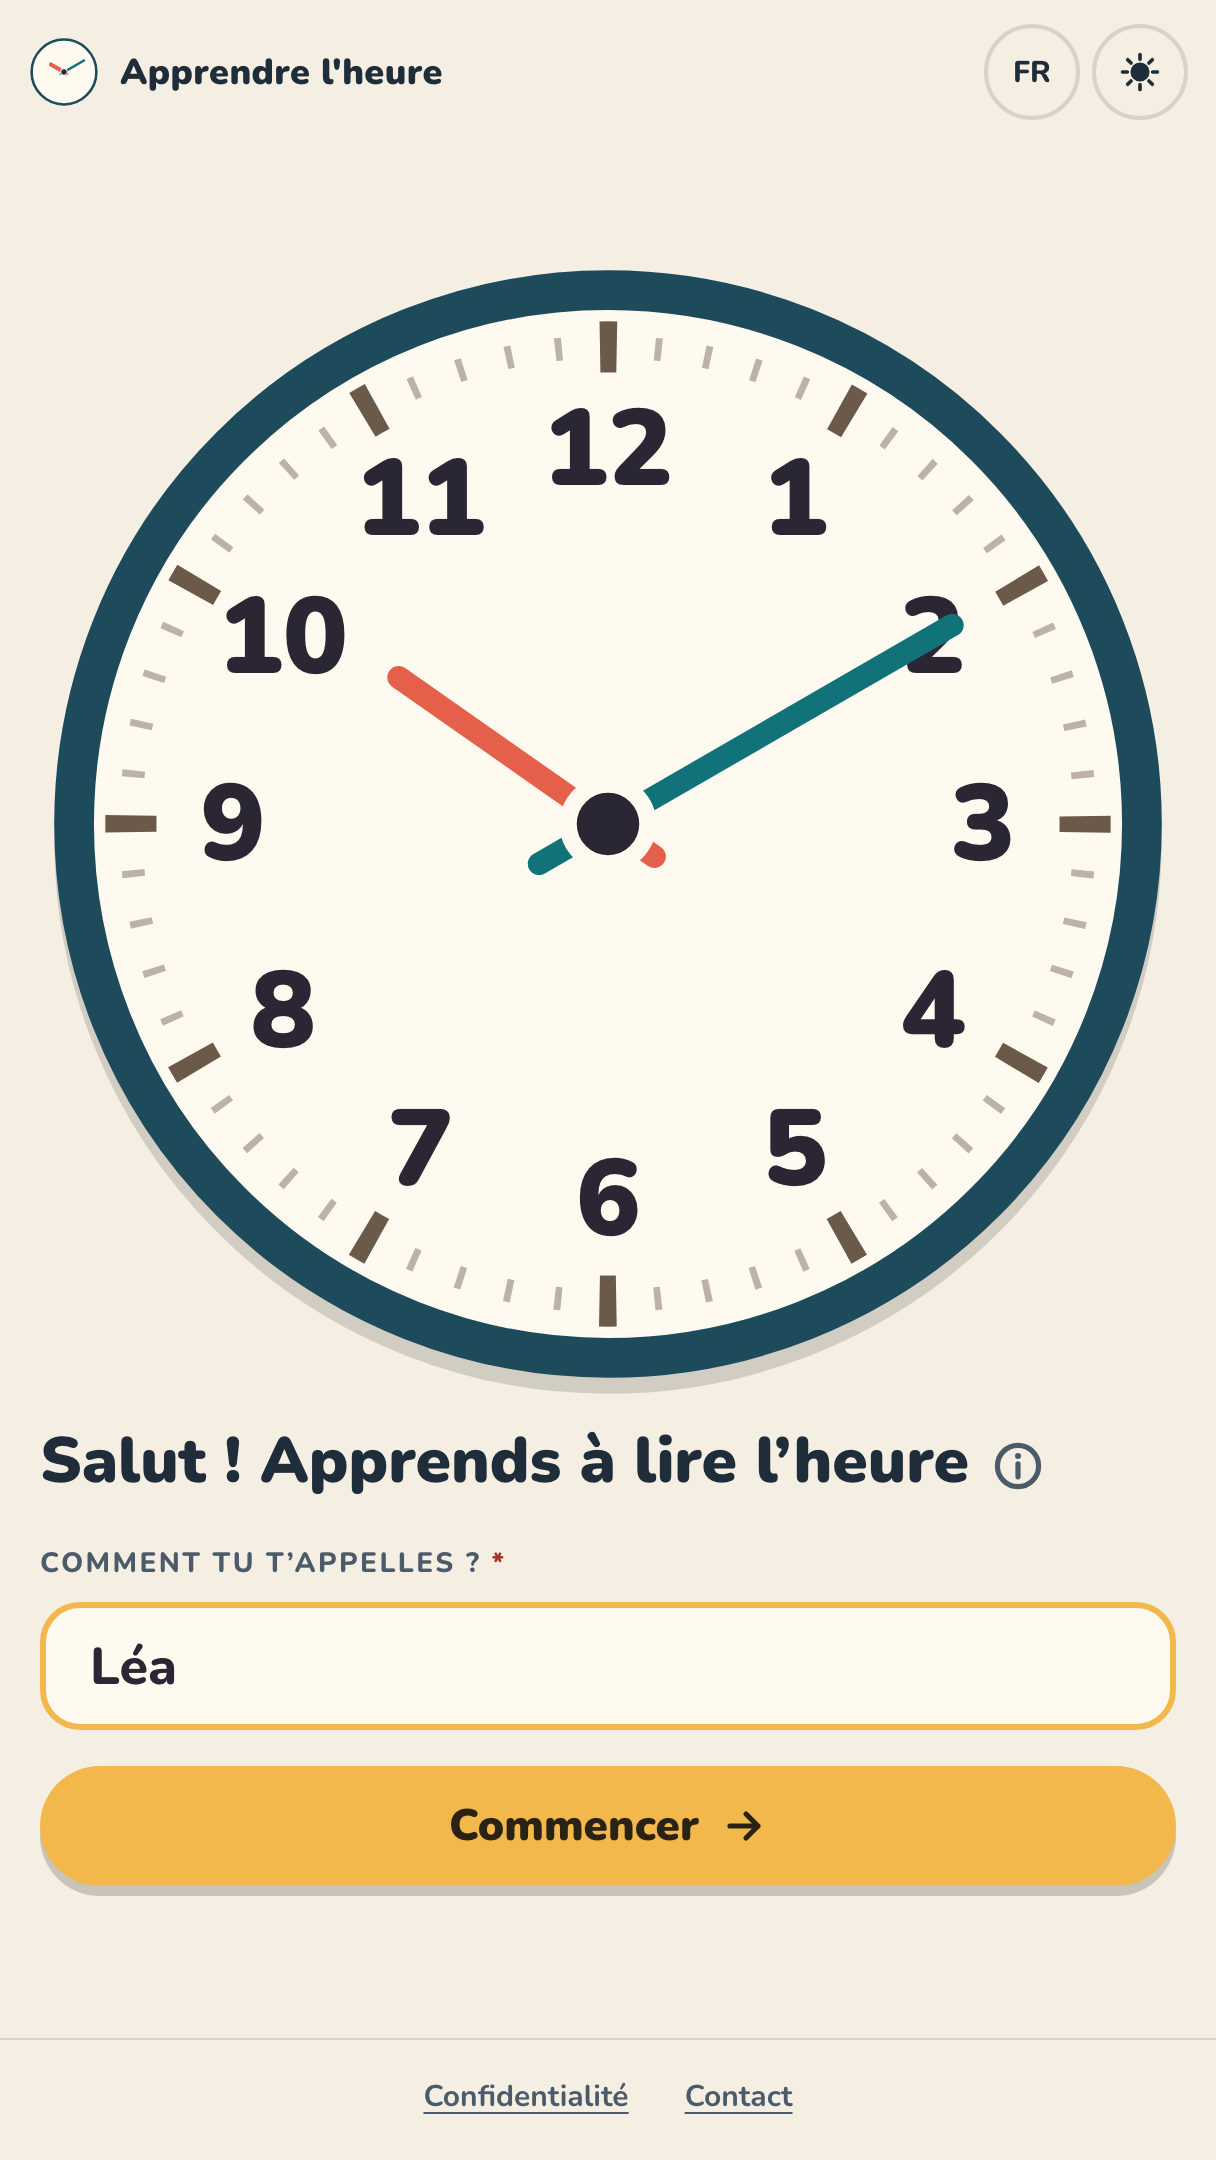 Apprendre l'heure
FR
12
11
1
10
2
9
3
8
4
7
5
6
Salut ! Apprends à lire l’heure
COMMENT TU T’APPELLES ? *
Léa
Commencer →
Confidentialité
Contact